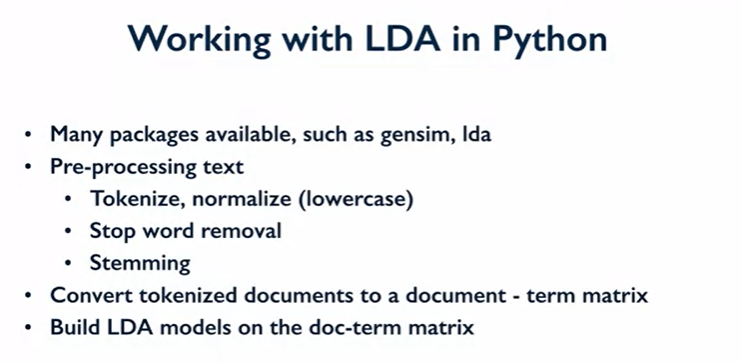 Working with LDA in Python
• Many packages available, such as gensim, lda
• Pre-processing text
• Tokenize, normalize (lowercase)
• Stop word removal
• Stemming
• Convert tokenized documents to a document - term matrix
• Build LDA models on the doc-term matrix